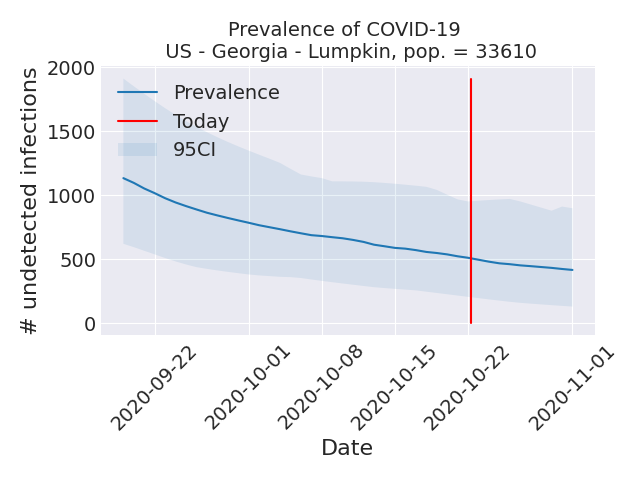 Prevalence of COVID-19
US - Georgia - Lumpkin, pop. = 33610
# undetected infections
2000
1500
1000
500
0
Prevalence
Today
95CI
2020-09-22
2020-10-01
2020-10-08
2020-10-15
2020-10-22
2020-11-01
Date